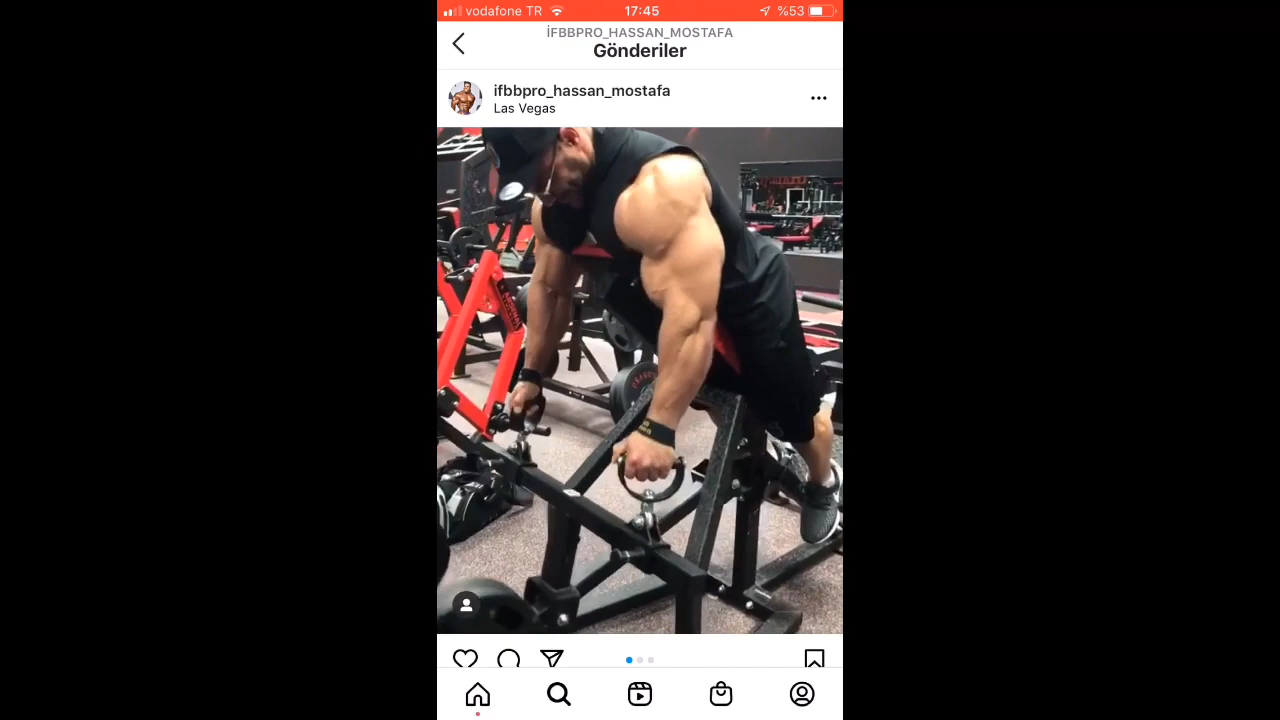 vodafone TR
17:45
%53
İFBBPRO_HASSAN_MOSTAFA
Gönderiler
ifbbpro_hassan_mostafa
Las Vegas